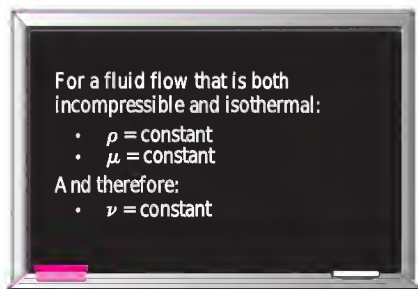 For a fluid flow that is both
incompressible and isothermal:
• ρ = constant
• μ = constant
And therefore:
• ν = constant